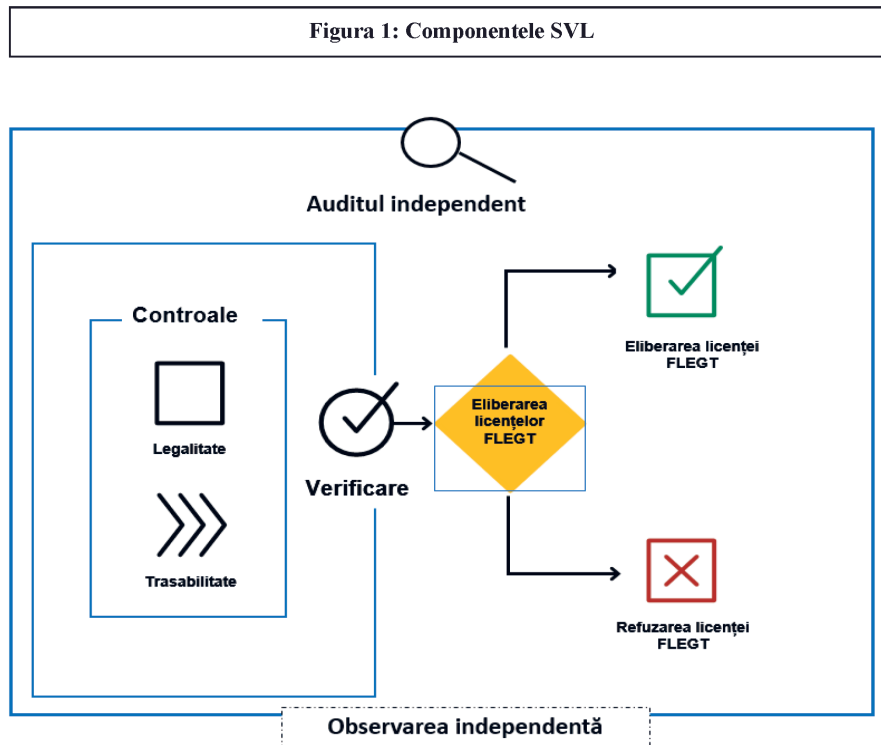 Figura 1: Componentele SVL
Auditul independent
Controale
Legalitate
Trasabilitate
Verificare
Eliberarea
licențelor
FLEGT
Eliberarea licenței
FLEGT
Refuzarea licenței
FLEGT
Observarea independentă